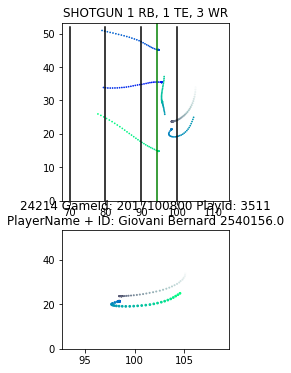 SHOTGUN 1 RB, 1 TE, 3 WR
50
40
30
20
10
0
70 80 90 100 110
24214 GameId: 2017100800 PlayId: 3511
PlayerName + ID: Giovani Bernard 2540156.0
40
20
0
95 100 105